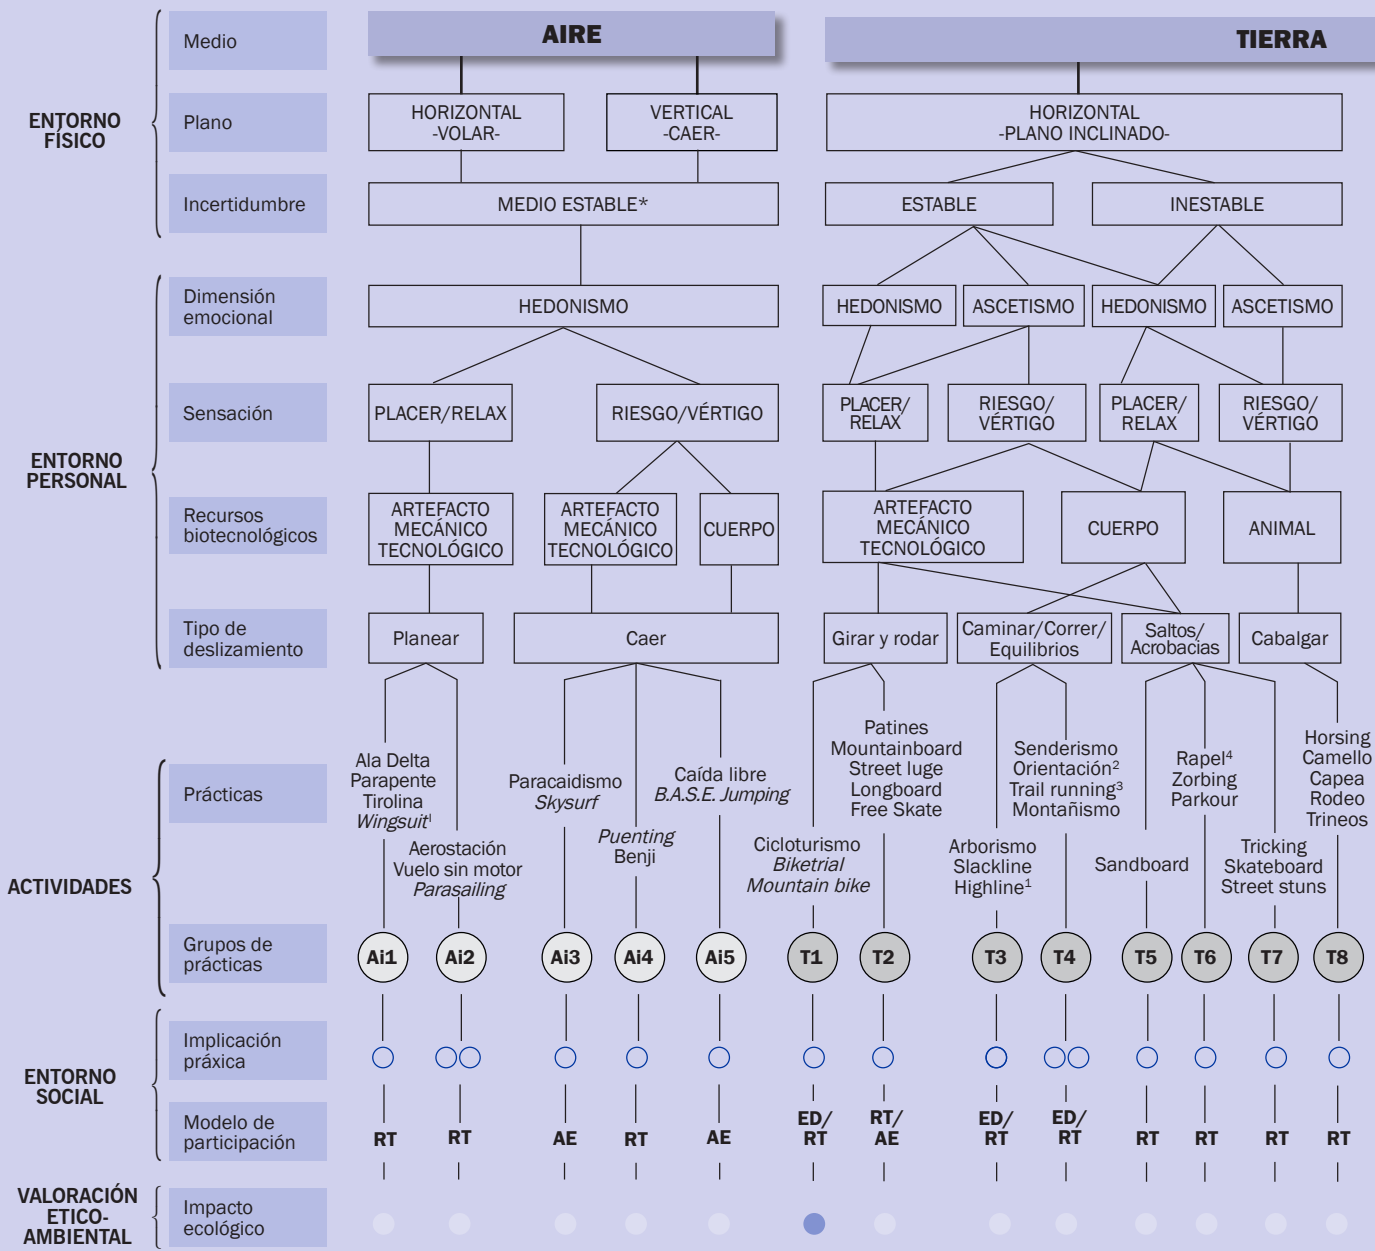 AIRE
TIERRA
Medio
ENTORNO
FÍSICO
Plano
HORIZONTAL
-VOLAR-
VERTICAL
-CAER-
HORIZONTAL
-PLANO INCLINADO-
Incertidumbre
MEDIO ESTABLE*
ESTABLE
INESTABLE
Dimensión
emocional
HEDONISMO
HEDONISMO
ASCETISMO
HEDONISMO
ASCETISMO
Sensación
PLACER/RELAX
RIESGO/VÉRTIGO
PLACER/
RELAX
RIESGO/
VÉRTIGO
PLACER/
RELAX
RIESGO/
VÉRTIGO
ENTORNO
PERSONAL
Recursos
biotecnológicos
ARTEFACTO
MECÁNICO
TECNOLÓGICO
ARTEFACTO
MECÁNICO
TECNOLÓGICO
CUERPO
ARTEFACTO
MECÁNICO
TECNOLÓGICO
CUERPO
ANIMAL
Tipo de
deslizamiento
Planear
Caer
Girar y rodar
Caminar/Correr/
Equilibrios
Saltos/
Acrobacias
Cabalgar
ACTIVIDADES
Prácticas
Ala Delta
Parapente
Tirolina
Wingsuit
Aerostación
Vuelo sin motor
Parasailing
Paracaidismo
Skysurf
Puenting
Benji
Caída libre
B.A.S.E. Jumping
Cicloturismo
Biketrial
Mountain bike
Patines
Mountainboard
Street luge
Longboard
Free Skate
Arborismo
Slackline
Highline¹
Senderismo
Orientación²
Trail running³
Montañismo
Sandboard
Rapel⁴
Zorbing
Parkour
Tricking
Skateboard
Street stuns
Horsing
Camello
Capea
Rodeo
Trineos
Grupos de
prácticas
Ai1
Ai2
Ai3
Ai4
Ai5
T1
T2
T3
T4
T5
T6
T7
T8
ENTORNO
SOCIAL
Implicación
práxica
Modelo de
participación
RT
RT
AE
RT
AE
ED/
RT
RT/
AE
ED/
RT
ED/
RT
RT
RT
RT
RT
VALORACIÓN
ETICO-
AMBIENTAL
Impacto
ecológico